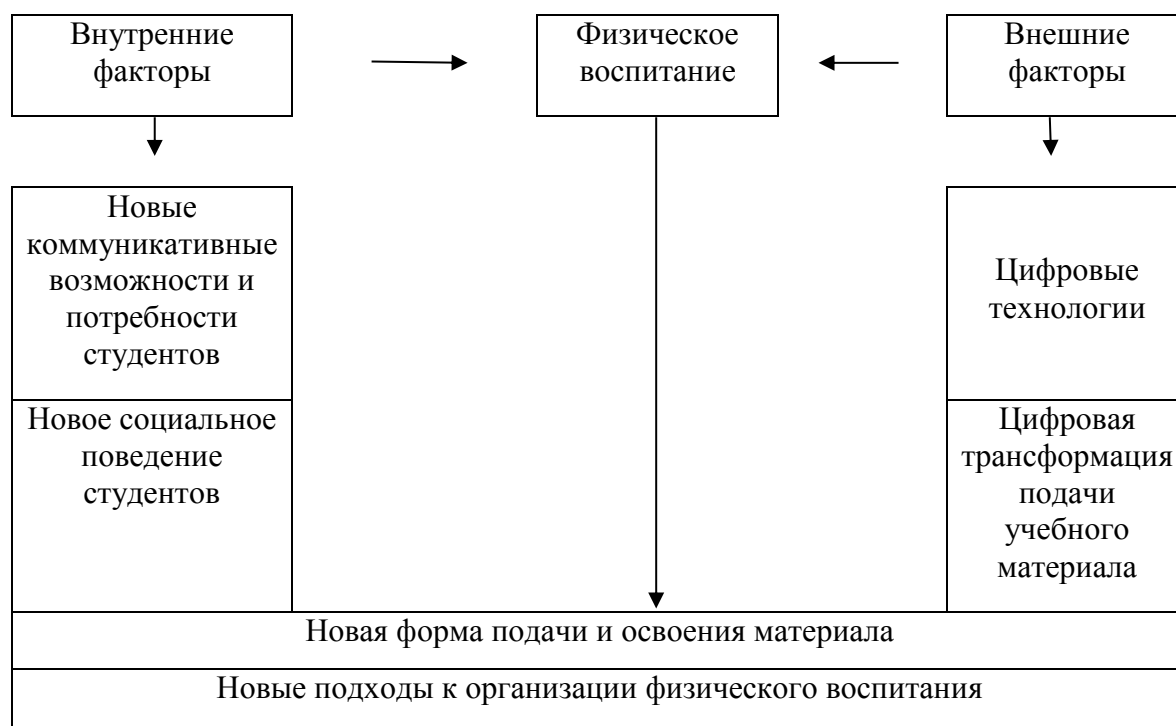 Внутренние
факторы
Физическое
воспитание
Внешние
факторы
Новые
коммуникативные
возможности и
потребности
студентов
Цифровые
технологии
Новое социальное
поведение
студентов
Цифровая
трансформация
подачи
учебного
материала
Новая форма подачи и освоения материала
Новые подходы к организации физического воспитания